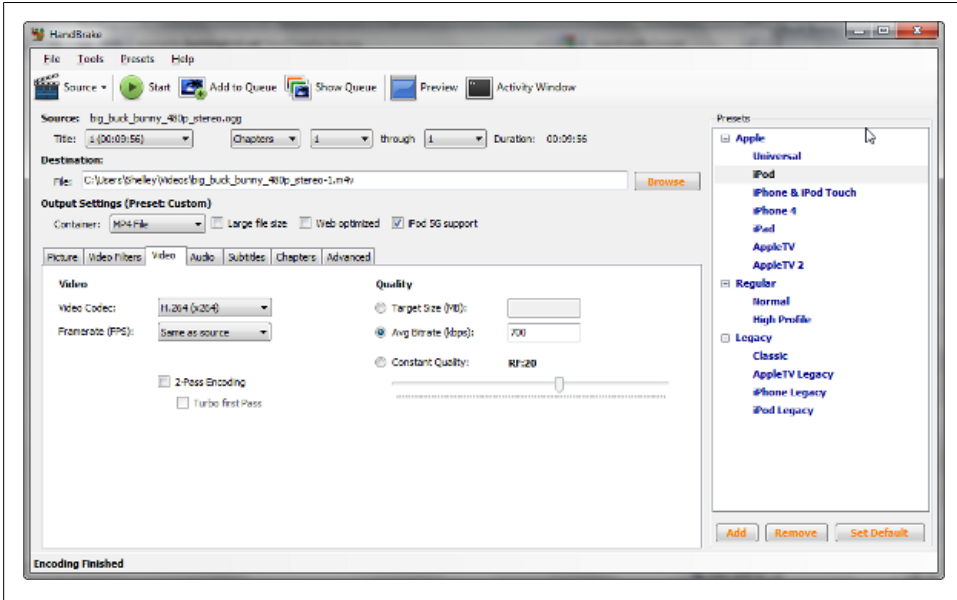 HandBrake
File Tools Presets Help
Source Start Add to Queue Show Queue Preview Activity Window
Source: big_buck_bunny_480p_stereo.ogg
Title: 1 (00:09:56) Chapters 1 through 1 Duration: 00:09:56
Destination:
File: C:\Users\Shelley\Videos\big_buck_bunny_480p_stereo-1.m4v Browse
Output Settings (Preset: Custom)
Container: MP4 File Large file size Web optimized iPod 5G support
Picture Video Filters Video Audio Subtitles Chapters Advanced
Video Quality
Video Codec: H.264 (x264) Target Size (MB):
Framerate (FPS): Same as source Avg Bitrate (kbps): 700
Constant Quality: RF:20
2-Pass Encoding
Turbo first Pass
Presets
Apple
Universal
iPod
iPhone & iPod Touch
iPhone 4
iPad
AppleTV
AppleTV 2
Regular
Normal
High Profile
Legacy
Classic
AppleTV Legacy
iPhone Legacy
iPod Legacy
Add Remove Set Default
Encoding Finished